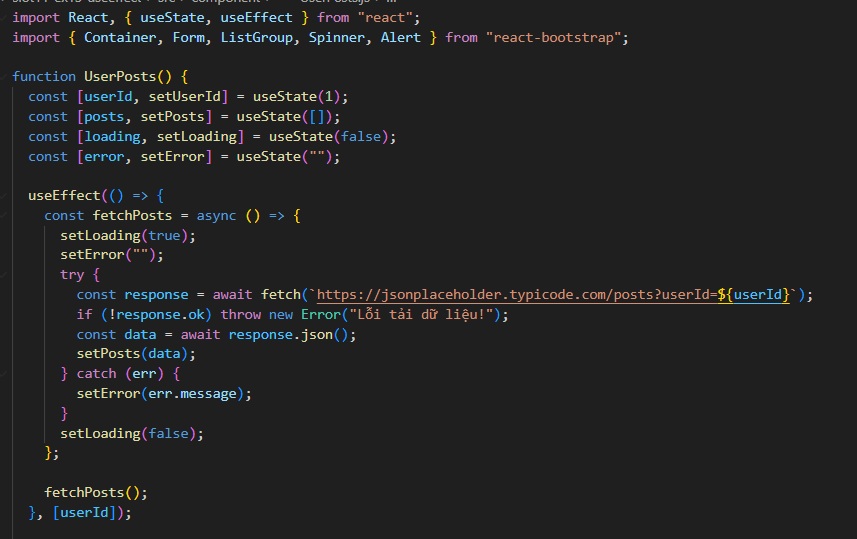 import React, { useState, useEffect } from "react";
import { Container, Form, ListGroup, Spinner, Alert } from "react-bootstrap";
function UserPosts() {
const [userId, setUserId] = useState(1);
const [posts, setPosts] = useState([]);
const [loading, setLoading] = useState(false);
const [error, setError] = useState("");
useEffect(() => {
const fetchPosts = async () => {
setLoading(true);
setError("");
try {
const response = await fetch(`https://jsonplaceholder.typicode.com/posts?userId=${userId}`);
if (!response.ok) throw new Error("Lỗi tải dữ liệu!");
const data = await response.json();
setPosts(data);
} catch (err) {
setError(err.message);
}
setLoading(false);
};
fetchPosts();
}, [userId]);